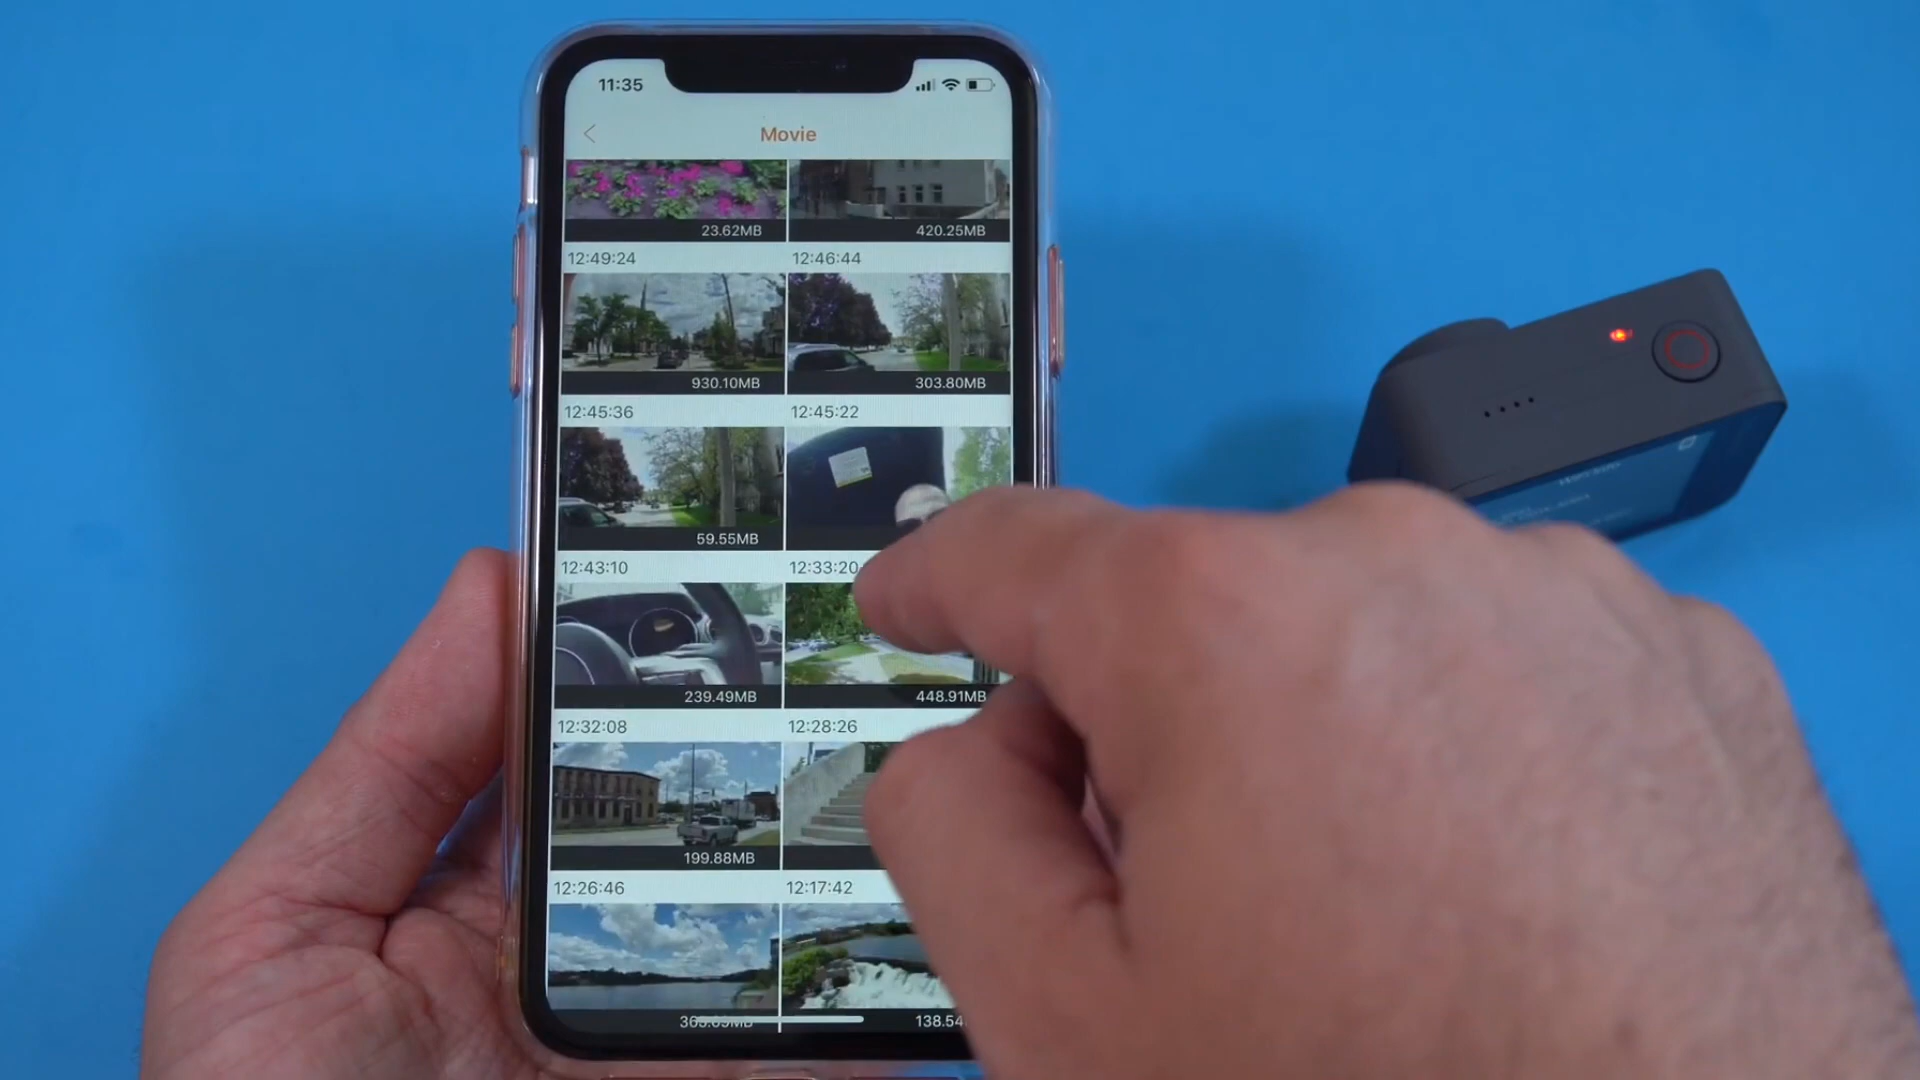 11:35
Movie
23.62MB 420.25MB
12:49:24 12:46:44
930.10MB 303.80MB
12:45:36 12:45:22
59.55MB
12:43:10 12:33:20
239.49MB 448.91MB
12:32:08 12:28:26
199.88MB
12:26:46 12:17:42
138.54